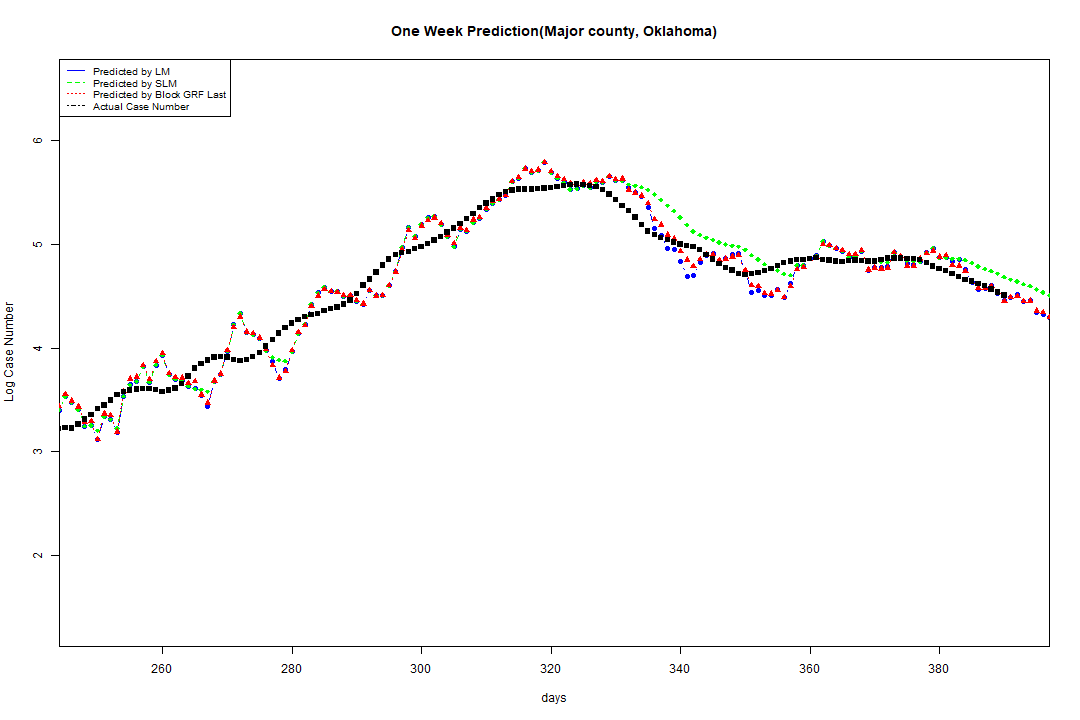 One Week Prediction(Major county, Oklahoma)
Predicted by LM
Predicted by SLM
Predicted by Block GRF Last
Actual Case Number
6
5
4
3
2
Log Case Number
260 280 300 320 340 360 380
days